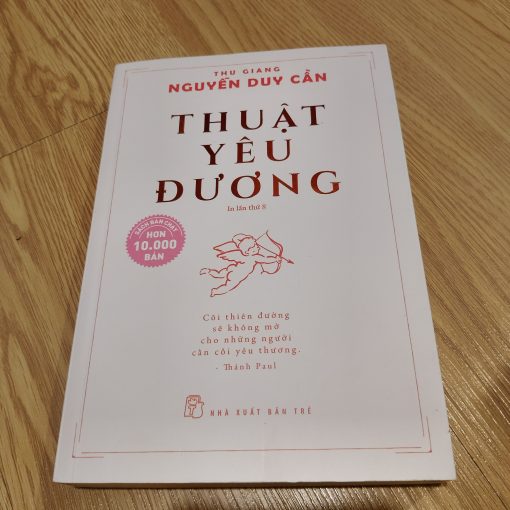 THU GIANG
NGUYỄN DUY CẦN
THUẬT
YÊU
ĐƯƠNG
In lần thứ 8
SÁCH BÁN CHẠY
HƠN
10.000
BẢN
Cõi thiên đường
sẽ không mở
cho những người
cằn cỗi yêu thương.
- Thánh Paul
NHÀ XUẤT BẢN TRẺ